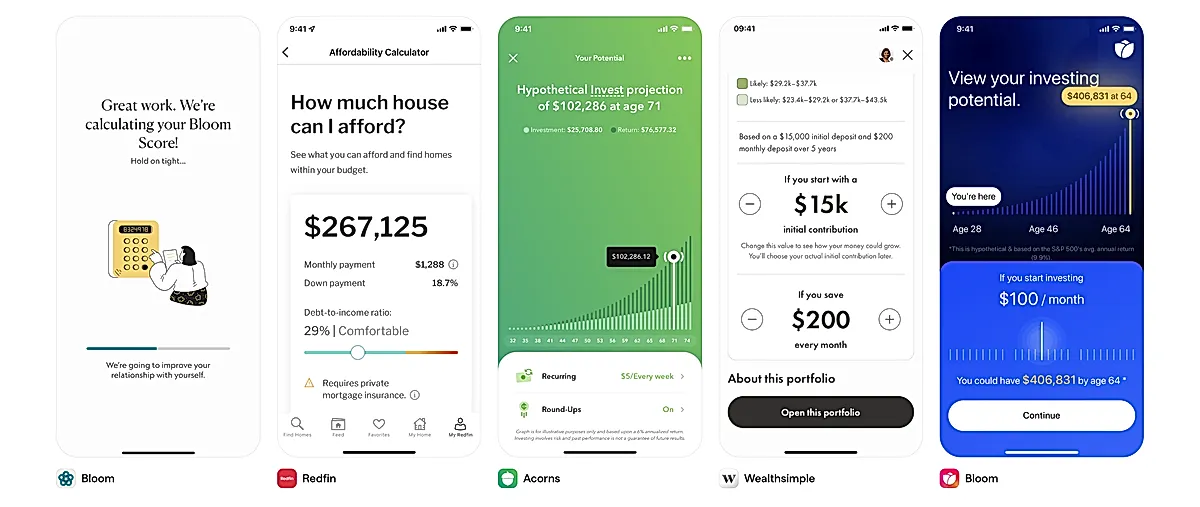 Great work. We're
calculating your Bloom
Score!
Hold on tight...
8324978
We're going to improve your
relationship with yourself.
Bloom
9:41
Affordability Calculator
How much house
can I afford?
See what you can afford and find homes
within your budget.
$267,125
Monthly payment $1,288
Down payment 18.7%
Debt-to-income ratio:
29% | Comfortable
Requires private
mortgage insurance.
Find Homes Feed Favorites My Home My Redfin
Redfin
Redfin
9:41
Your Potential
Hypothetical Invest projection
of $102,286 at age 71
Investment: $25,708.80 Return: $76,577.32
$102,286.12
32 35 38 41 44 47 50 53 56 59 62 65 68 71 74
Recurring $5/Every week
Round-Ups On
Graph is for illustrative purposes only and based upon a 6% annualized return.
Investing involves risk and past performance is not guarantee of future results.
Acorns
09:41
Likely: $29.2k–$37.7k
Less likely: $23.4k–$29.2k or $37.7k–$43.5k
Based on a $15,000 initial deposit and $200
monthly deposit over 5 years
If you start with a
$15k
initial contribution
Change this value to see how your money could grow.
You'll choose your actual initial contribution later.
If you save
$200
every month
About this portfolio
Open this portfolio
W
Wealthsimple
9:41
View your investing
potential.
$406,831 at 64
You're here
Age 28 Age 46 Age 64
*This is hypothetical & based on the S&P 500's avg. annual return
(9.9%).
If you start investing
$100 / month
You could have $406,831 by age 64 *
Continue
Bloom